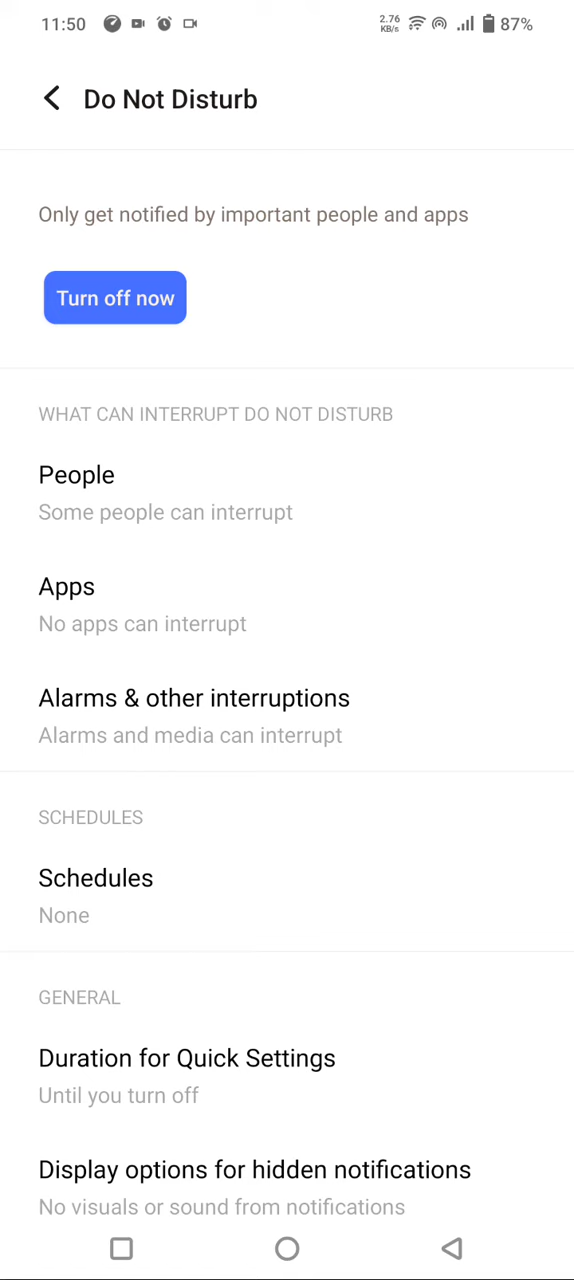 11:50
2.76
KB/s
87%
Do Not Disturb
Only get notified by important people and apps
Turn off now
WHAT CAN INTERRUPT DO NOT DISTURB
People
Some people can interrupt
Apps
No apps can interrupt
Alarms & other interruptions
Alarms and media can interrupt
SCHEDULES
Schedules
None
GENERAL
Duration for Quick Settings
Until you turn off
Display options for hidden notifications
No visuals or sound from notifications